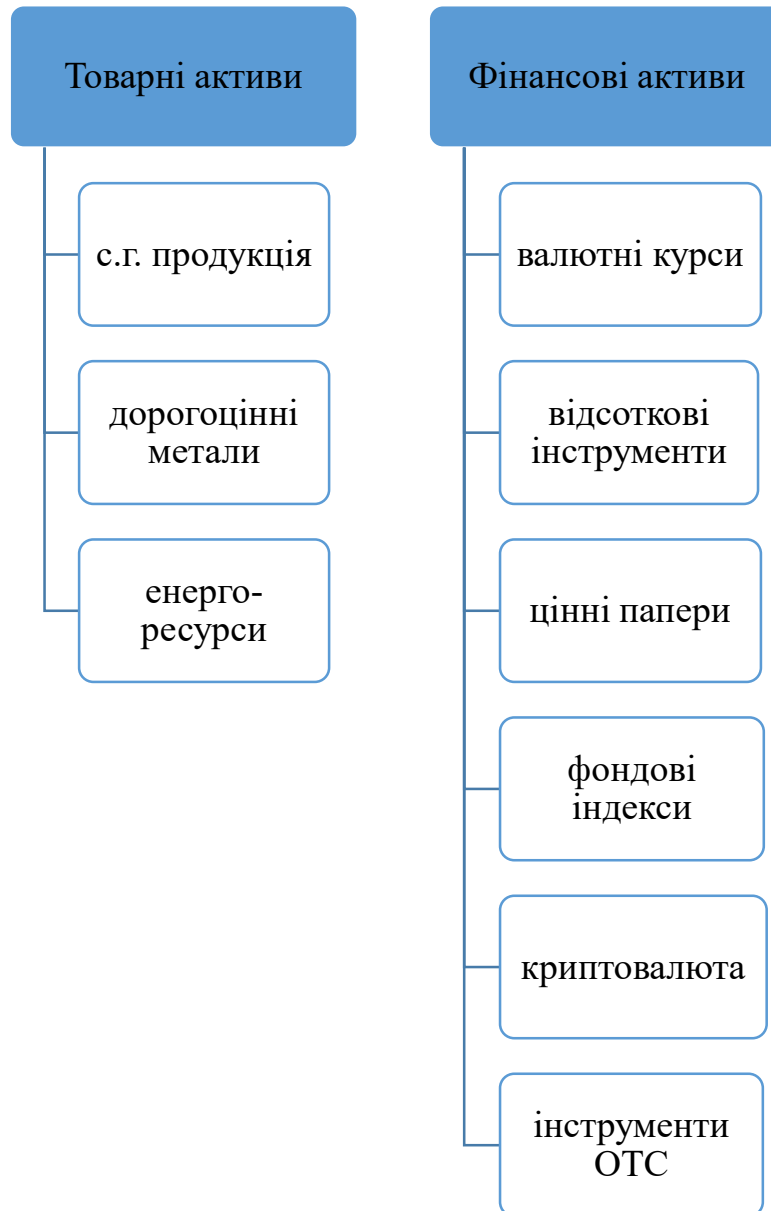 Товарні активи
с.г. продукція
дорогоцінні
метали
енерго-
ресурси
Фінансові активи
валютні курси
відсоткові
інструменти
цінні папери
фондові
індекси
криптовалюта
інструменти
ОТС